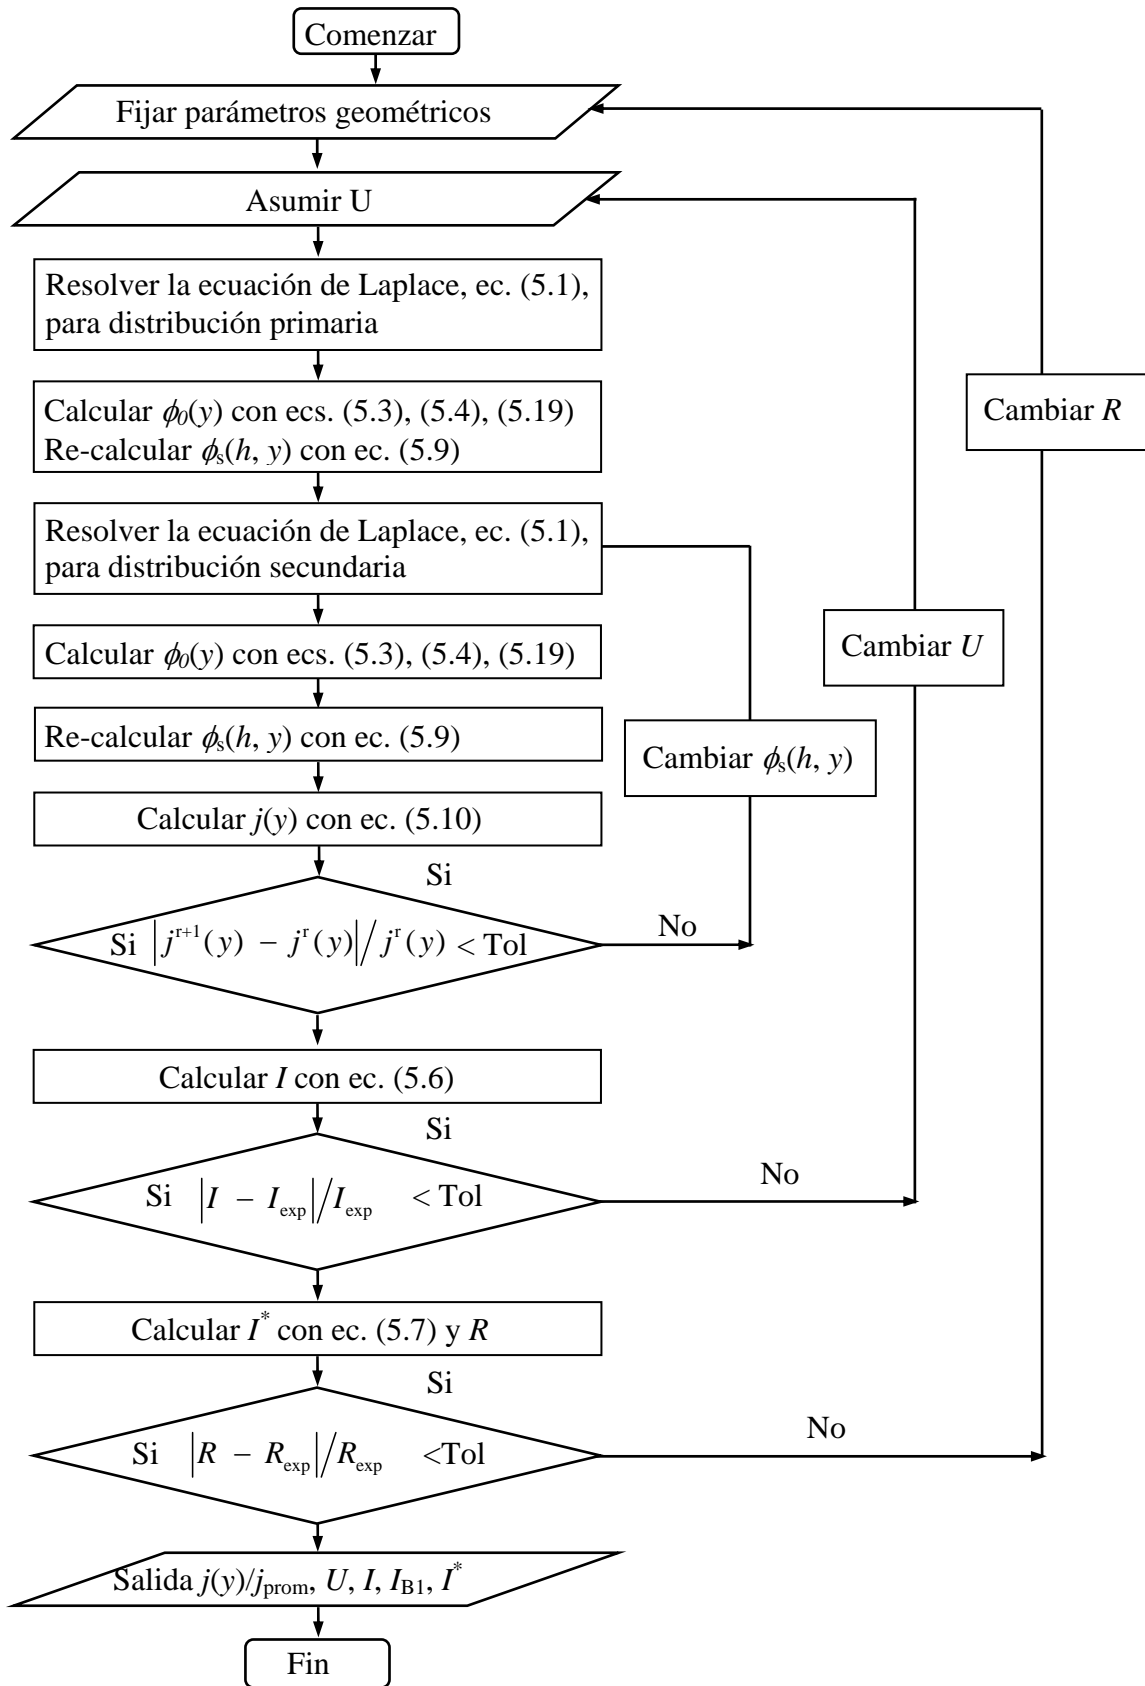 Comenzar
Fijar parámetros geométricos
Asumir U
Resolver la ecuación de Laplace, ec. (5.1),
para distribución primaria
Calcular ϕ0(y) con ecs. (5.3), (5.4), (5.19)
Re-calcular ϕs(h, y) con ec. (5.9)
Resolver la ecuación de Laplace, ec. (5.1),
para distribución secundaria
Calcular ϕ0(y) con ecs. (5.3), (5.4), (5.19)
Re-calcular ϕs(h, y) con ec. (5.9)
Calcular j(y) con ec. (5.10)
Si
Si |j^{r+1}(y) − j^{r}(y)|/j^{r}(y) < Tol
No
Cambiar ϕs(h, y)
Calcular I con ec. (5.6)
Si
Si |I − Iexp|/Iexp < Tol
No
Cambiar U
Calcular I* con ec. (5.7) y R
Si
Si |R − Rexp|/Rexp <Tol
No
Cambiar R
Salida j(y)/jprom, U, I, IB1, I*
Fin